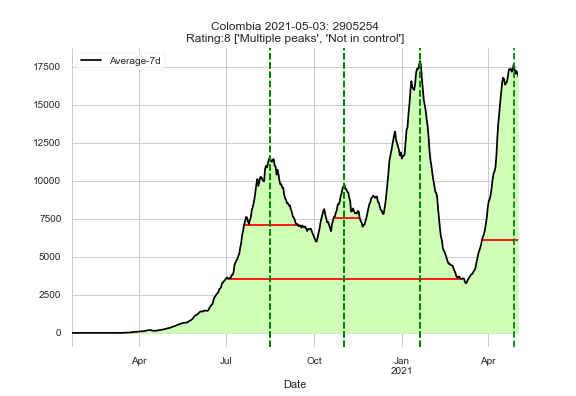 Colombia 2021-05-03: 2905254
Rating:8 ['Multiple peaks', 'Not in control']
Average-7d
17500
15000
12500
10000
7500
5000
2500
0
Apr
Jul
Oct
Jan
2021
Apr
Date